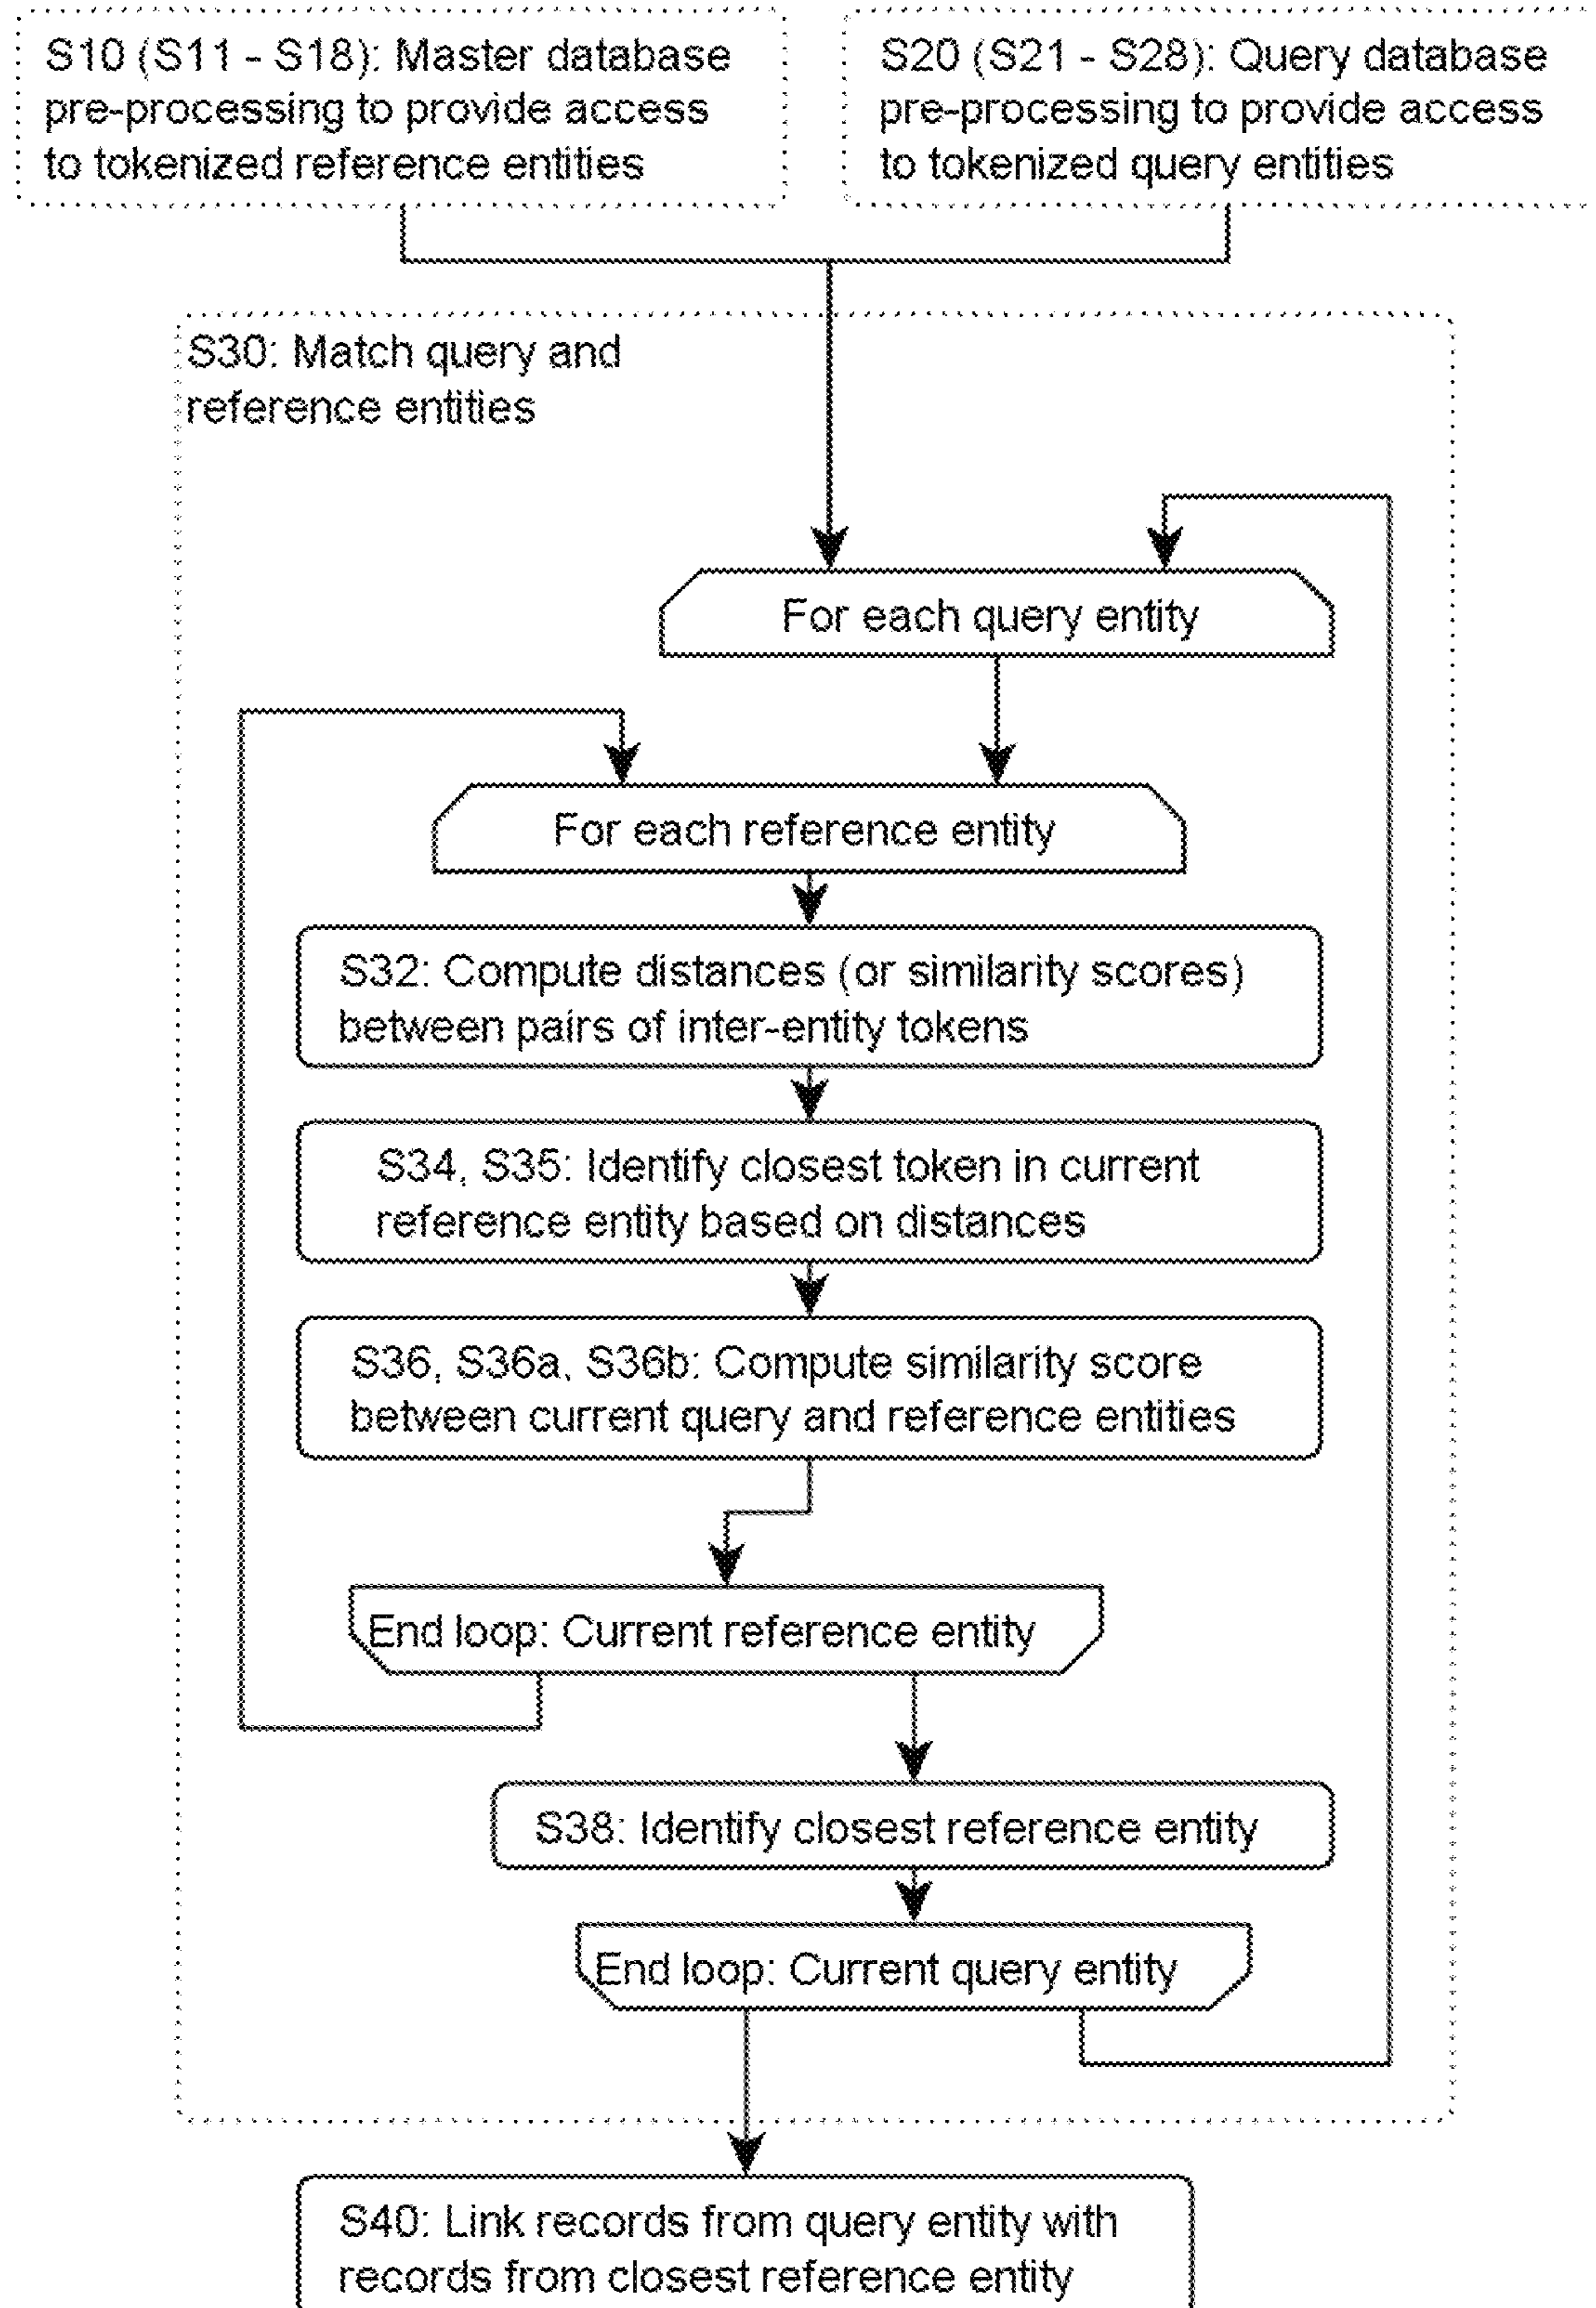 S10 (S11 - S18): Master database
pre-processing to provide access
to tokenized reference entities
S20 (S21 - S28): Query database
pre-processing to provide access
to tokenized query entities
S30: Match query and
reference entities
For each query entity
For each reference entity
S32: Compute distances (or similarity scores)
between pairs of inter-entity tokens
S34, S35: Identify closest token in current
reference entity based on distances
S36, S36a, S36b: Compute similarity score
between current query and reference entities
End loop: Current reference entity
S38: Identify closest reference entity
End loop: Current query entity
S40: Link records from query entity with
records from closest reference entity